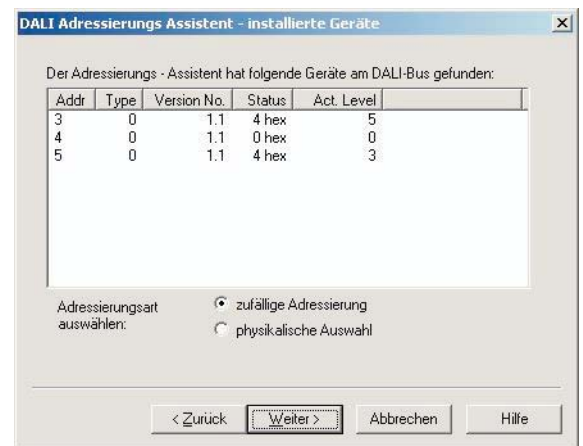 DALI Adressierungs Assistent - installierte Geräte
Der Adressierungs - Assistent hat folgende Geräte am DALI-Bus gefunden:
Addr Type Version No. Status Act. Level
3 0 1.1 4 hex 5
4 0 1.1 0 hex 0
5 0 1.1 4 hex 3
Adressierungsart auswählen:
zufällige Adressierung
physikalische Auswahl
< Zurück Weiter > Abbrechen Hilfe